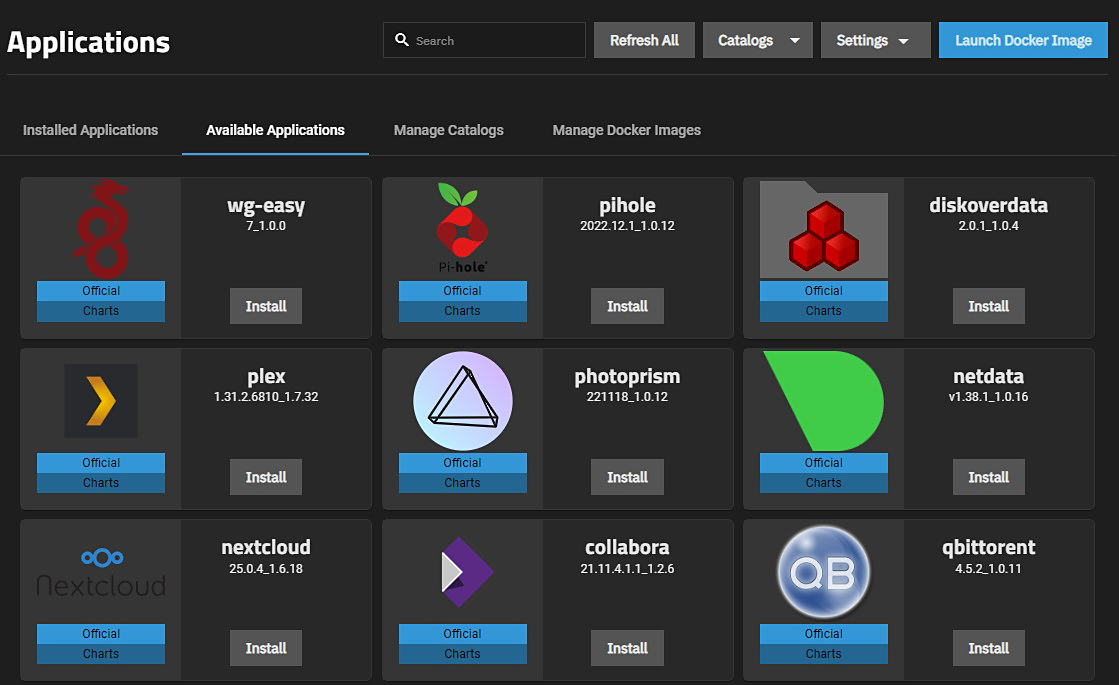 Applications
Search
Refresh All
Catalogs
Settings
Launch Docker Image
Installed Applications
Available Applications
Manage Catalogs
Manage Docker Images
wg-easy
7_1.0.0
Official
Charts
Install
Pi-hole®
pihole
2022.12.1_1.0.12
Official
Charts
Install
diskoverdata
2.0.1_1.0.4
Official
Charts
Install
plex
1.31.2.6810_1.7.32
Official
Charts
Install
photoprism
221118_1.0.12
Official
Charts
Install
netdata
v1.38.1_1.0.16
Official
Charts
Install
Nextcloud
nextcloud
25.0.4_1.6.18
Official
Charts
Install
collabora
21.11.4.1.1_1.2.6
Official
Charts
Install
QB
qbittorent
4.5.2_1.0.11
Official
Charts
Install